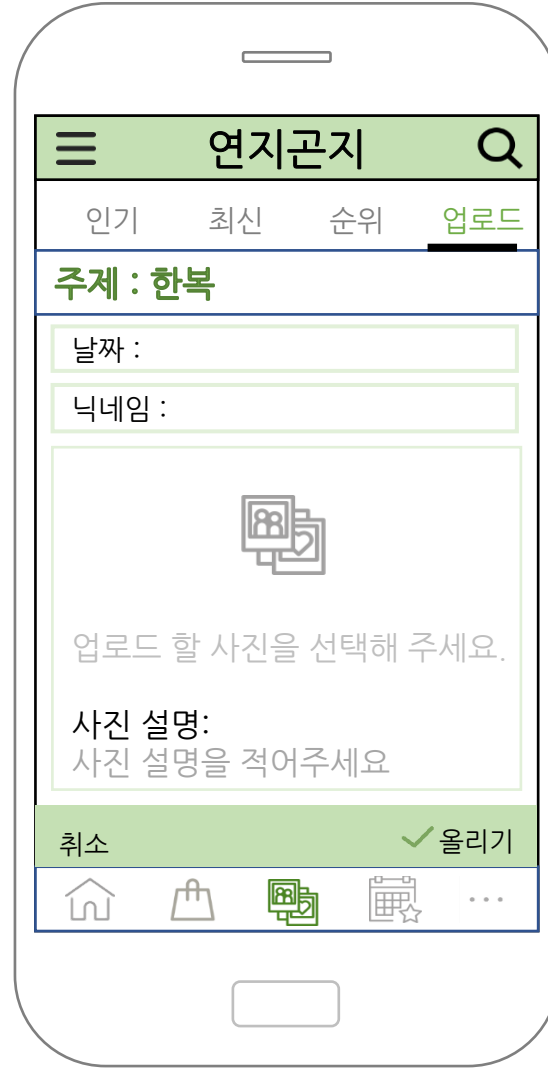 연지곤지
인기 최신 순위 업로드
주제 : 한복
날짜 :
닉네임 :
업로드 할 사진을 선택해 주세요.
사진 설명:
사진 설명을 적어주세요
취소 올리기